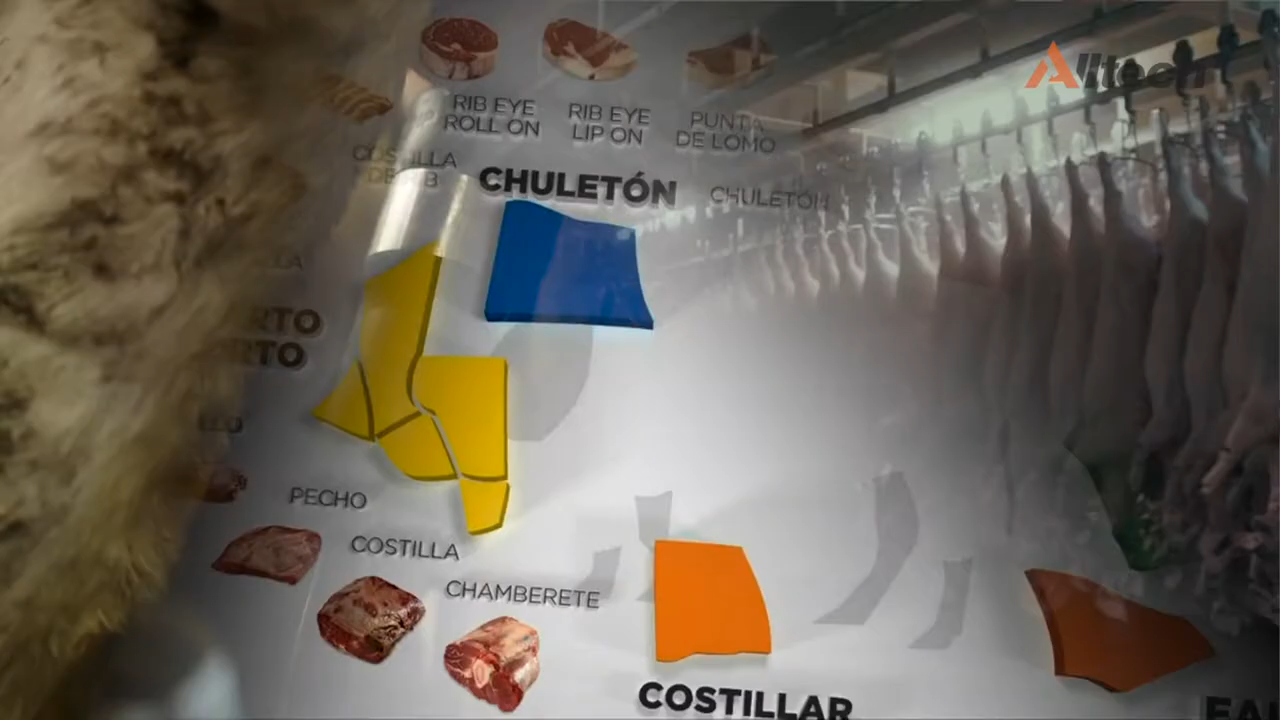 Alltech
RIB EYE
ROLL ON
RIB EYE
LIP ON
PUNTA
DE LOMO
CHULETÓN
CHULETÓN
PECHO
COSTILLA
CHAMBERETE
COSTILLAR